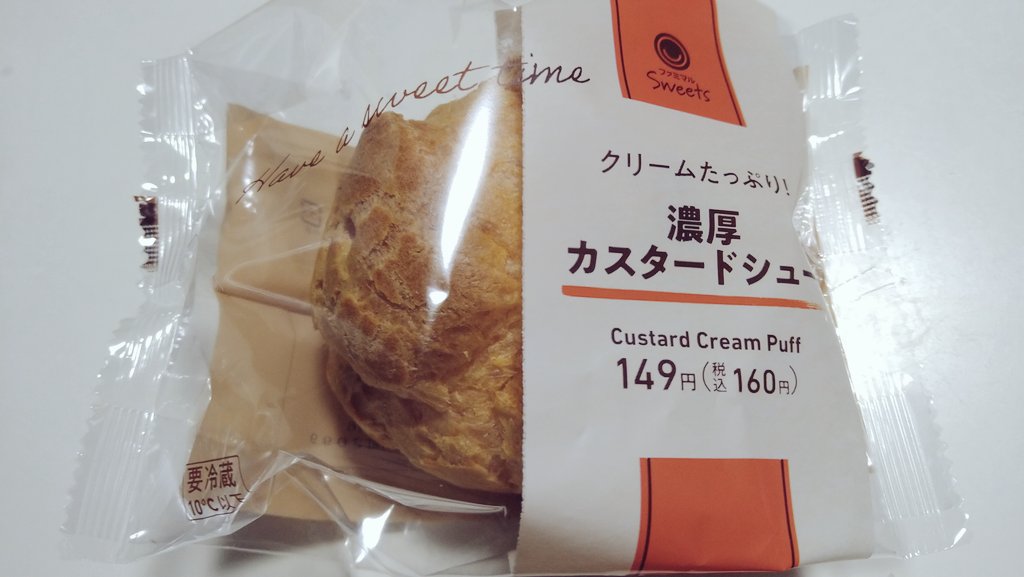 Have a sweet time
ファミマル
Sweets
クリームたっぷり!
濃厚
カスタードシュー
Custard Cream Puff
149円(税込160円)
要冷蔵
10℃以下